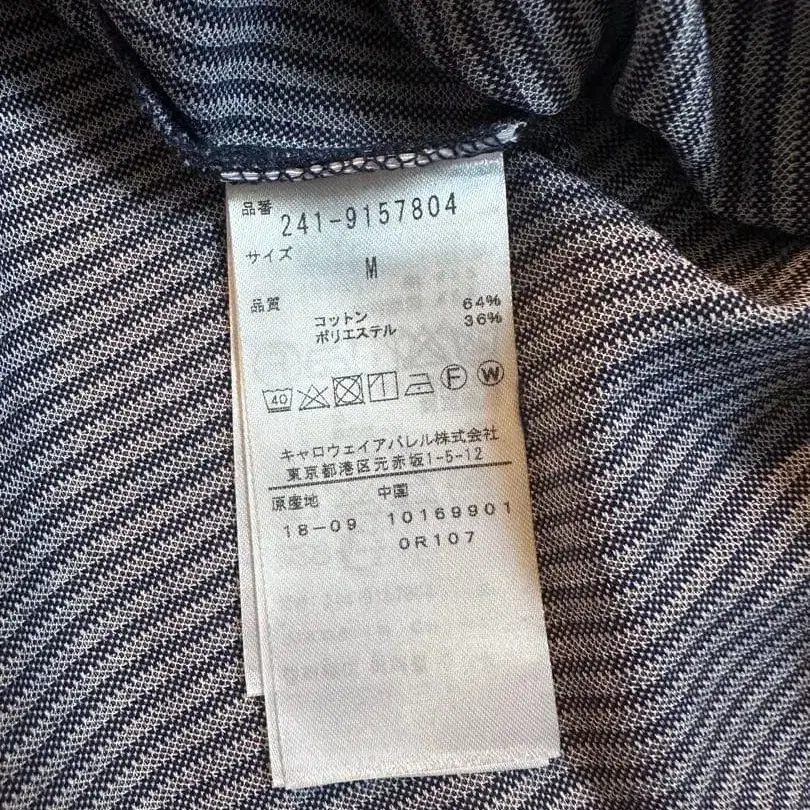 品番
241-9157804
サイズ
M
品質
コットン 64%
ポリエステル 36%
40
F W
キャロウェイアパレル株式会社
東京都港区元赤坂1-5-12
原産地 中国
18-09 10169901
0R107